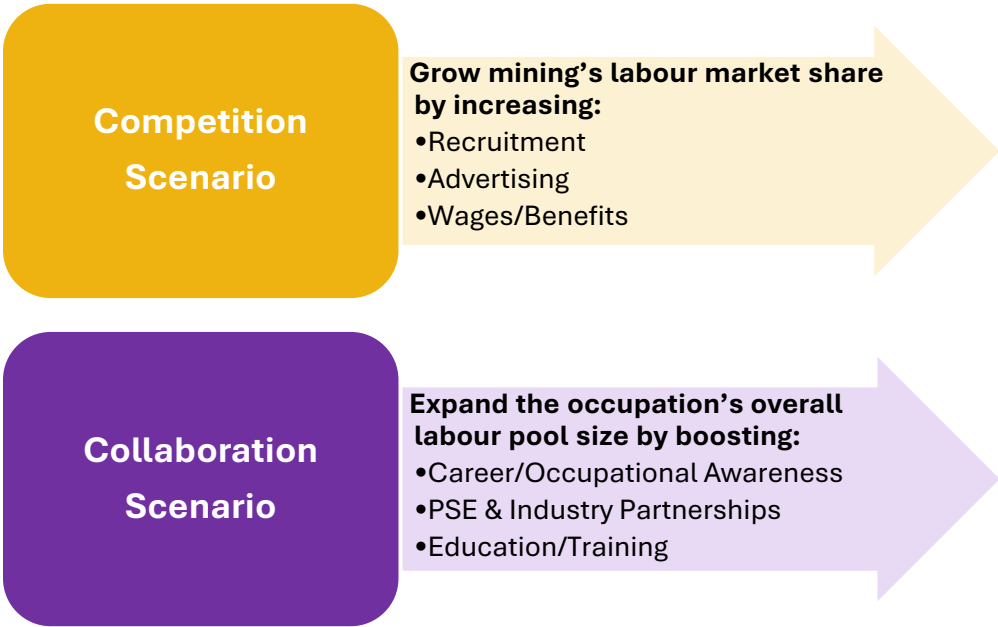 Competition
Scenario
Grow mining’s labour market share
by increasing:
•Recruitment
•Advertising
•Wages/Benefits
Collaboration
Scenario
Expand the occupation’s overall
labour pool size by boosting:
•Career/Occupational Awareness
•PSE & Industry Partnerships
•Education/Training